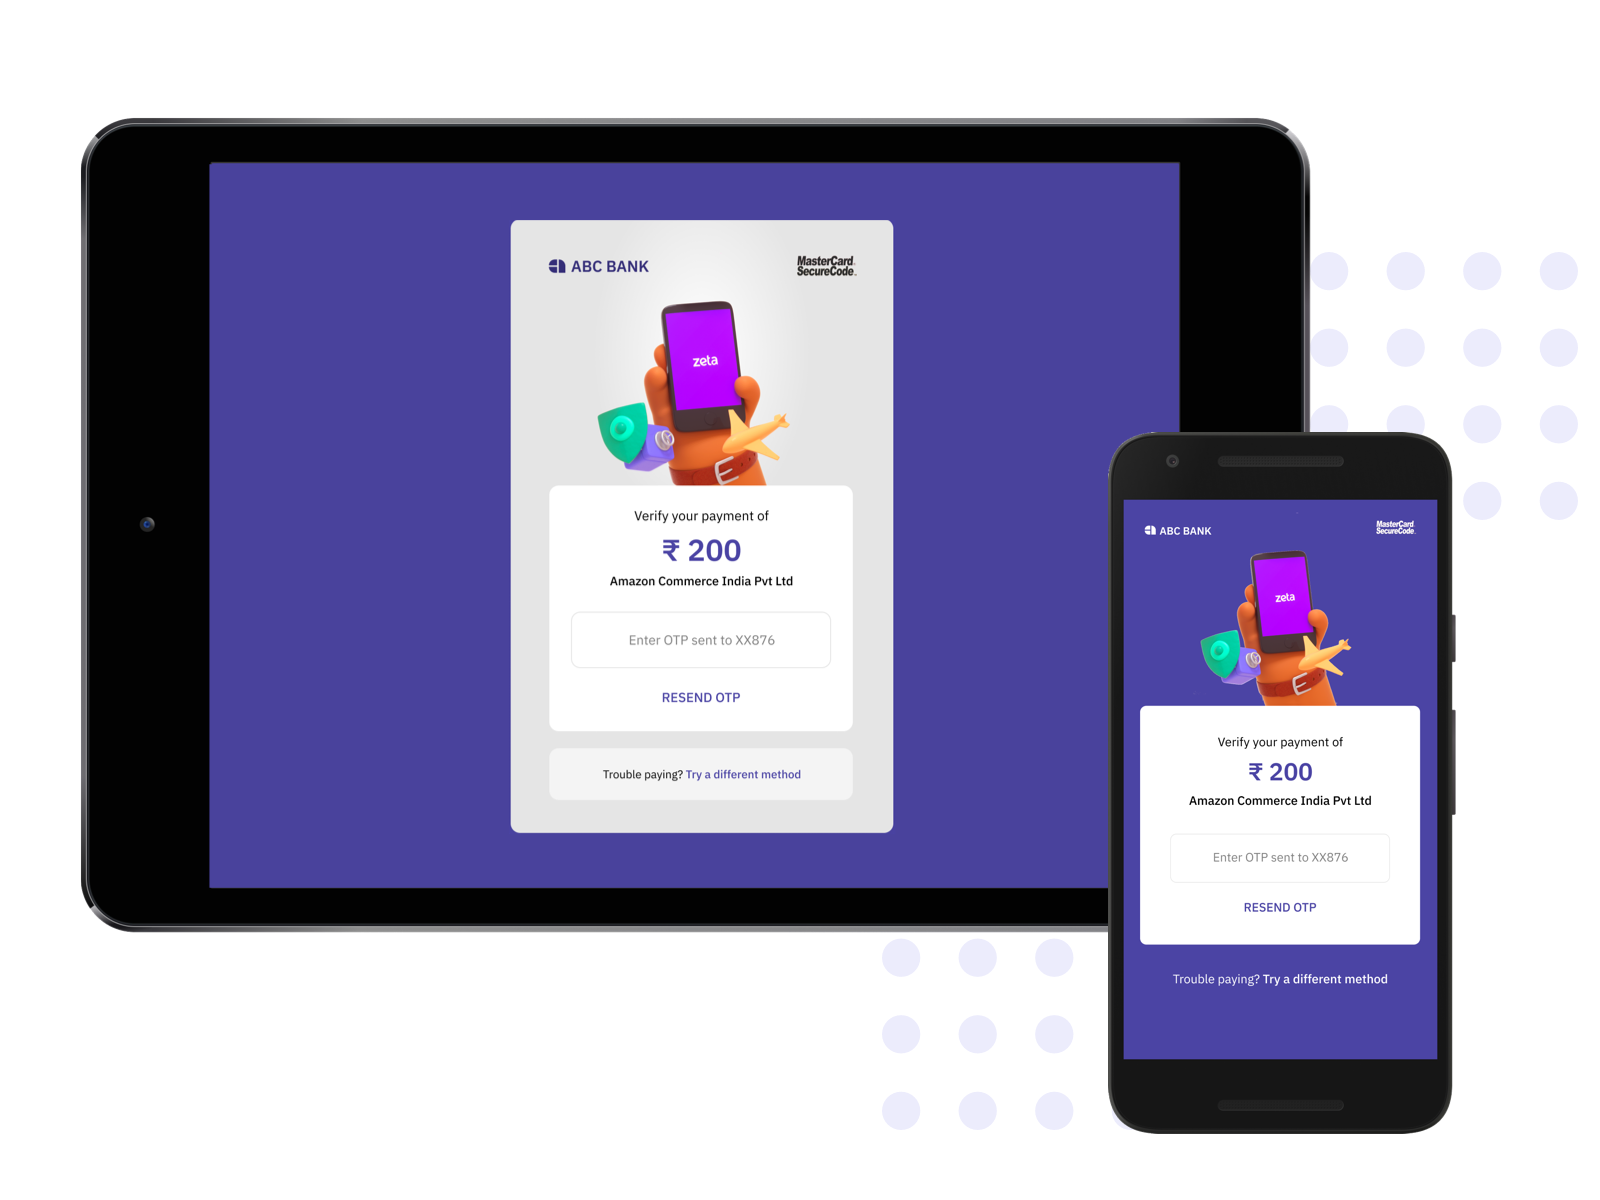 ABC BANK
MasterCard.
SecureCode™
zeta
Verify your payment of
₹ 200
Amazon Commerce India Pvt Ltd
Enter OTP sent to XX876
RESEND OTP
Trouble paying? Try a different method
ABC BANK
MasterCard.
SecureCode.
zeta
Verify your payment of
₹ 200
Amazon Commerce India Pvt Ltd
Enter OTP sent to XX876
RESEND OTP
Trouble paying? Try a different method